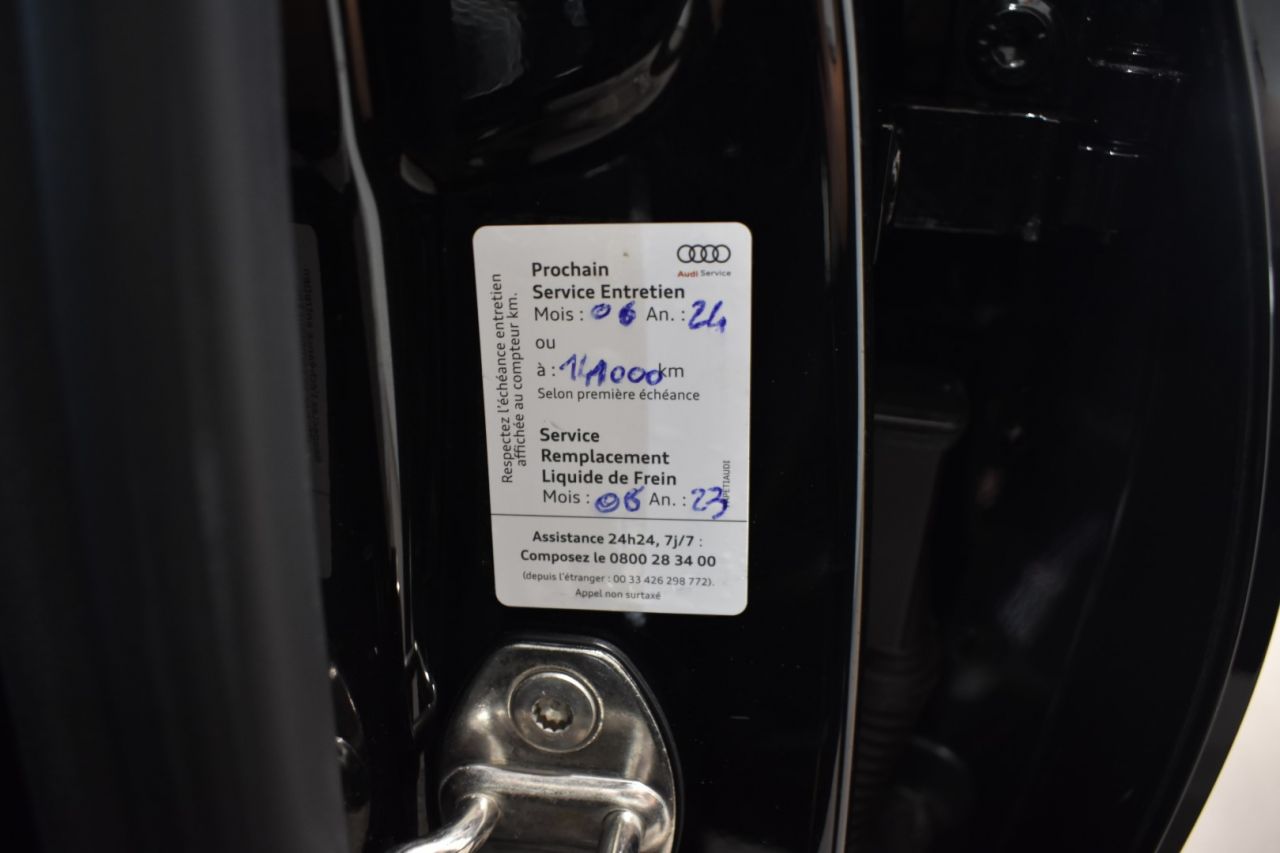 Audi Service
Prochain
Service Entretien
Mois : 06 An. : 24
ou
à : 141000 km
Selon première échéance
Respectez l'échéance entretien
affichée au compteur km.
Service
Remplacement
Liquide de Frein
Mois : 06 An. : 23
Assistance 24h24, 7j/7 :
Composez le 0800 28 34 00
(depuis l'étranger : 00 33 426 298 772).
Appel non surtaxé